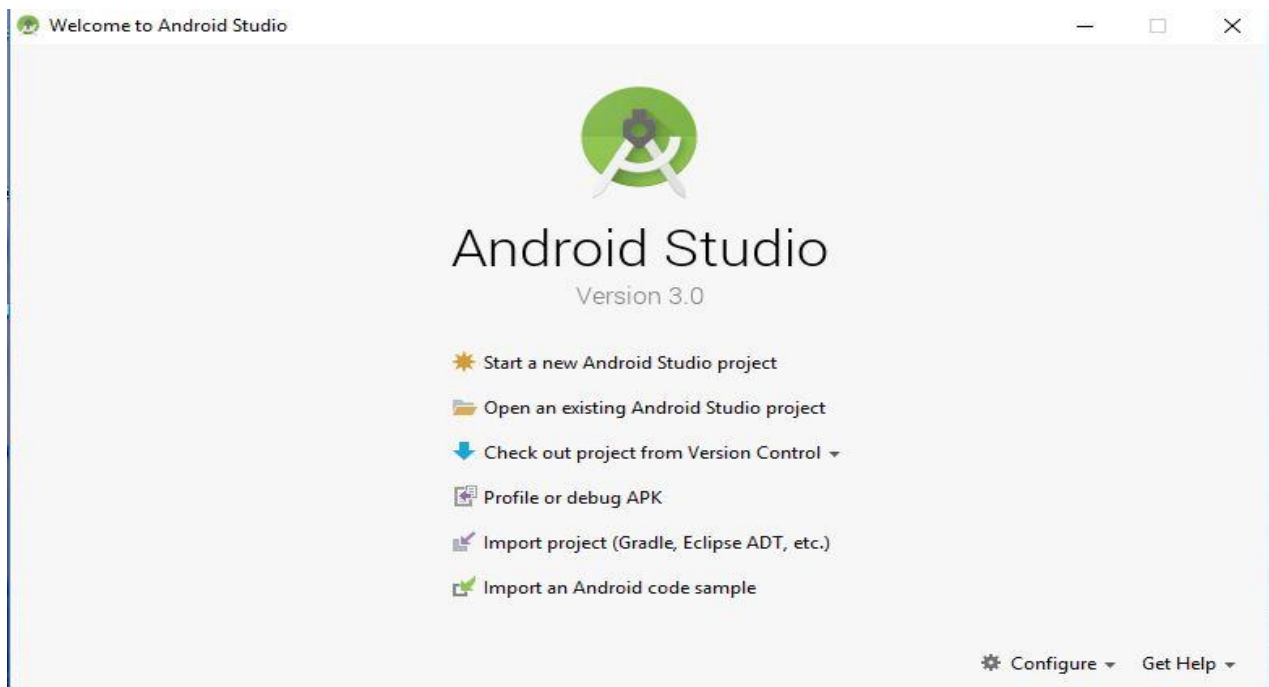 Welcome to Android Studio
Android Studio
Version 3.0
Start a new Android Studio project
Open an existing Android Studio project
Check out project from Version Control
Profile or debug APK
Import project (Gradle, Eclipse ADT, etc.)
Import an Android code sample
Configure Get Help